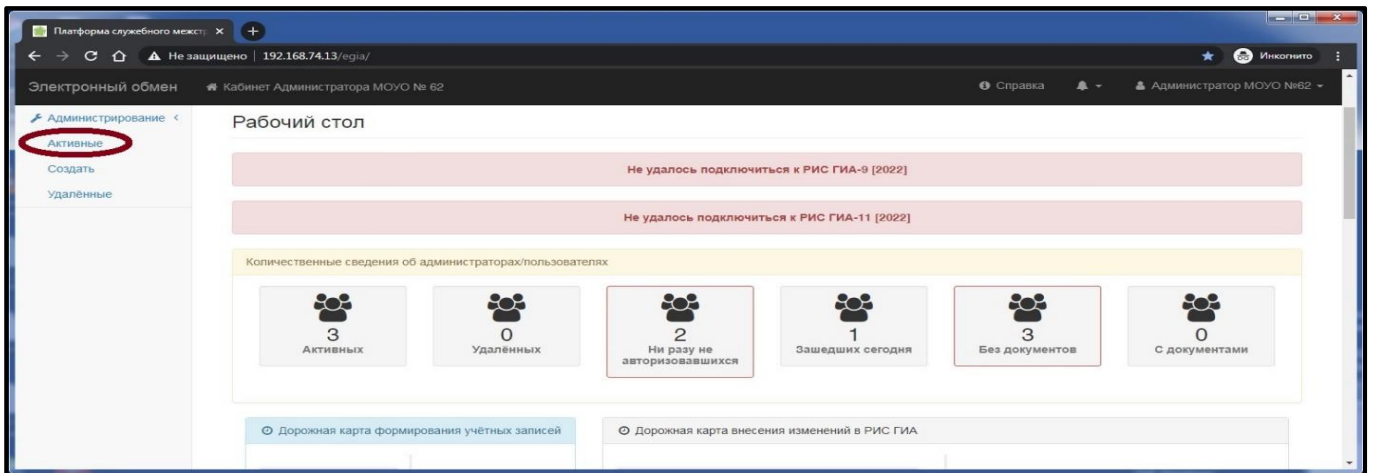 Платформа служебного межстр
Не защищено | 192.168.74.13/egia/
Инкогнито
Электронный обмен Кабинет Администратора МОУО № 62 Справка Администратор МОУО №62
Администрирование
Активные
Создать
Удалённые
Рабочий стол
Не удалось подключиться к РИС ГИА-9 [2022]
Не удалось подключиться к РИС ГИА-11 [2022]
Количественные сведения об администраторах/пользователях
3
Активных
0
Удалённых
2
Ни разу не
авторизовавшихся
1
Зашедших сегодня
3
Без документов
0
С документами
Дорожная карта формирования учётных записей
Дорожная карта внесения изменений в РИС ГИА